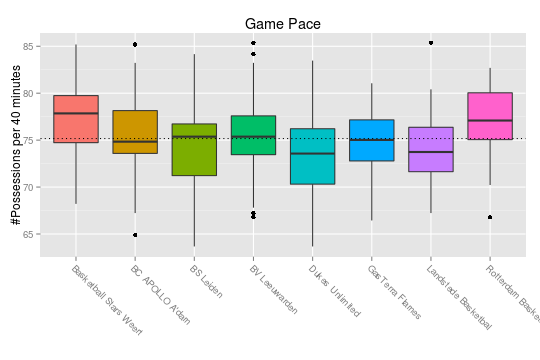 Game Pace
#Possessions per 40 minutes
85
80
75
70
65
Basketball Stars Weert
BC APOLLO A'dam
BS Leiden
BV Leeuwarden
Dukes Unlimited
GasTerra Flames
Landstede Basketbal
Rotterdam Basket